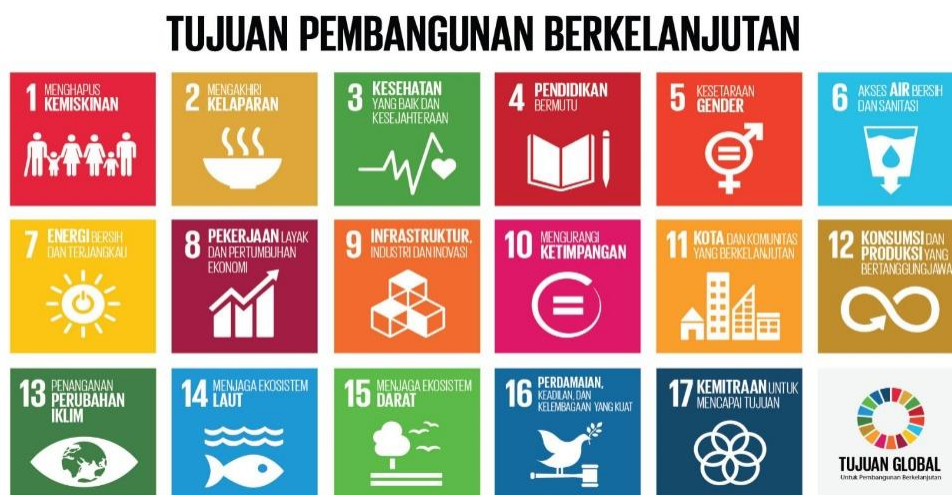 TUJUAN PEMBANGUNAN BERKELANJUTAN
1 MENGHAPUS
KEMISKINAN
2 MENGAKHIRI
KELAPARAN
3 KESEHATAN
YANG BAIK DAN
KESEJAHTERAAN
4 PENDIDIKAN
BERMUTU
5 KESETARAAN
GENDER
6 AKSES AIR BERSIH
DAN SANITASI
7 ENERGI BERSIH
DAN TERJANGKAU
8 PEKERJAAN LAYAK
DAN PERTUMBUHAN
EKONOMI
9 INFRASTRUKTUR,
INDUSTRI DAN INOVASI
10 MENGURANGI
KETIMPANGAN
11 KOTA DAN KOMUNITAS
YANG BERKELANJUTAN
12 KONSUMSI DAN
PRODUKSI YANG
BERTANGGUNGJAWA
13 PENANGANAN
PERUBAHAN
IKLIM
14 MENJAGA EKOSISTEM
LAUT
15 MENJAGA EKOSISTEM
DARAT
16 PERDAMAIAN,
KEADILAN, DAN
KELEMBAGAAN YANG KUAT
17 KEMITRAAN UNTUK
MENCAPAI TUJUAN
TUJUAN GLOBAL
Untuk Pembangunan Berkelanjutan